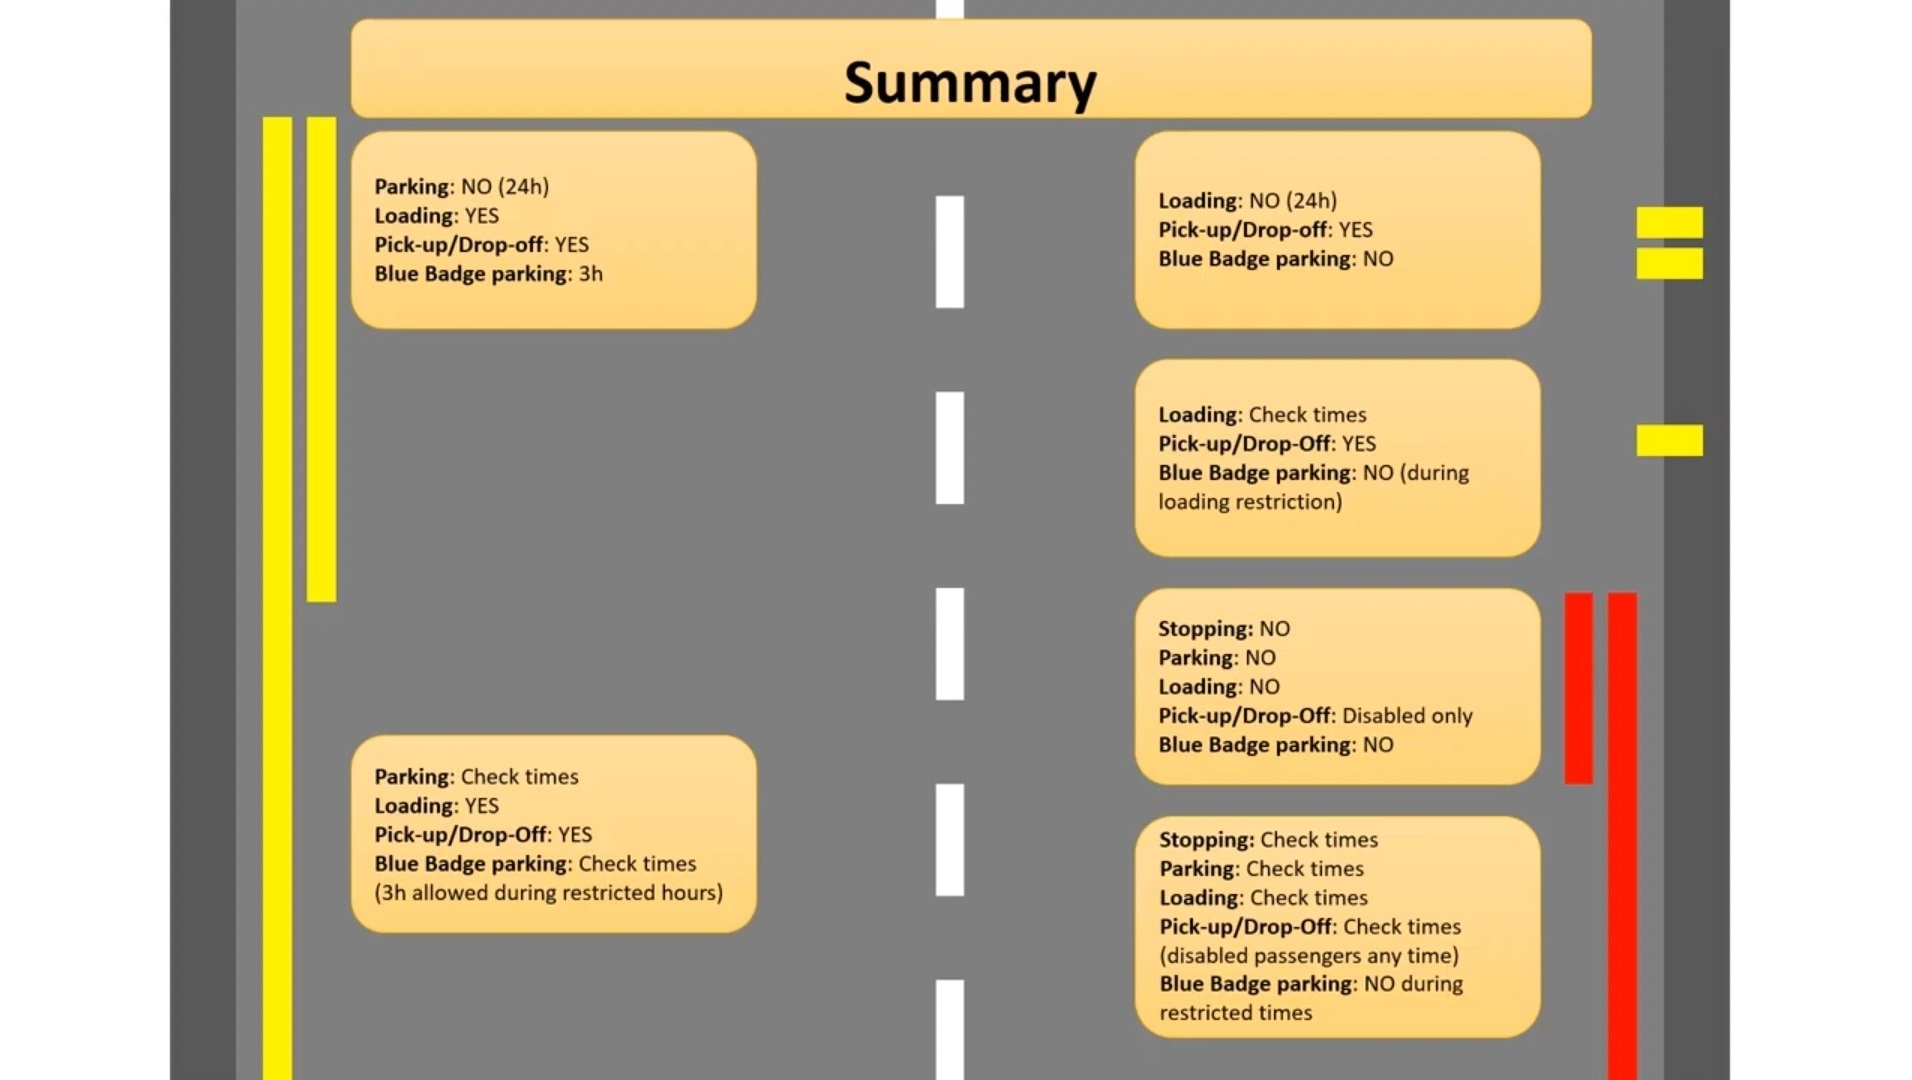 Summary
Parking: NO (24h)
Loading: YES
Pick-up/Drop-off: YES
Blue Badge parking: 3h
Parking: Check times
Loading: YES
Pick-up/Drop-Off: YES
Blue Badge parking: Check times
(3h allowed during restricted hours)
Loading: NO (24h)
Pick-up/Drop-off: YES
Blue Badge parking: NO
Loading: Check times
Pick-up/Drop-Off: YES
Blue Badge parking: NO (during
loading restriction)
Stopping: NO
Parking: NO
Loading: NO
Pick-up/Drop-Off: Disabled only
Blue Badge parking: NO
Stopping: Check times
Parking: Check times
Loading: Check times
Pick-up/Drop-Off: Check times
(disabled passengers any time)
Blue Badge parking: NO during
restricted times